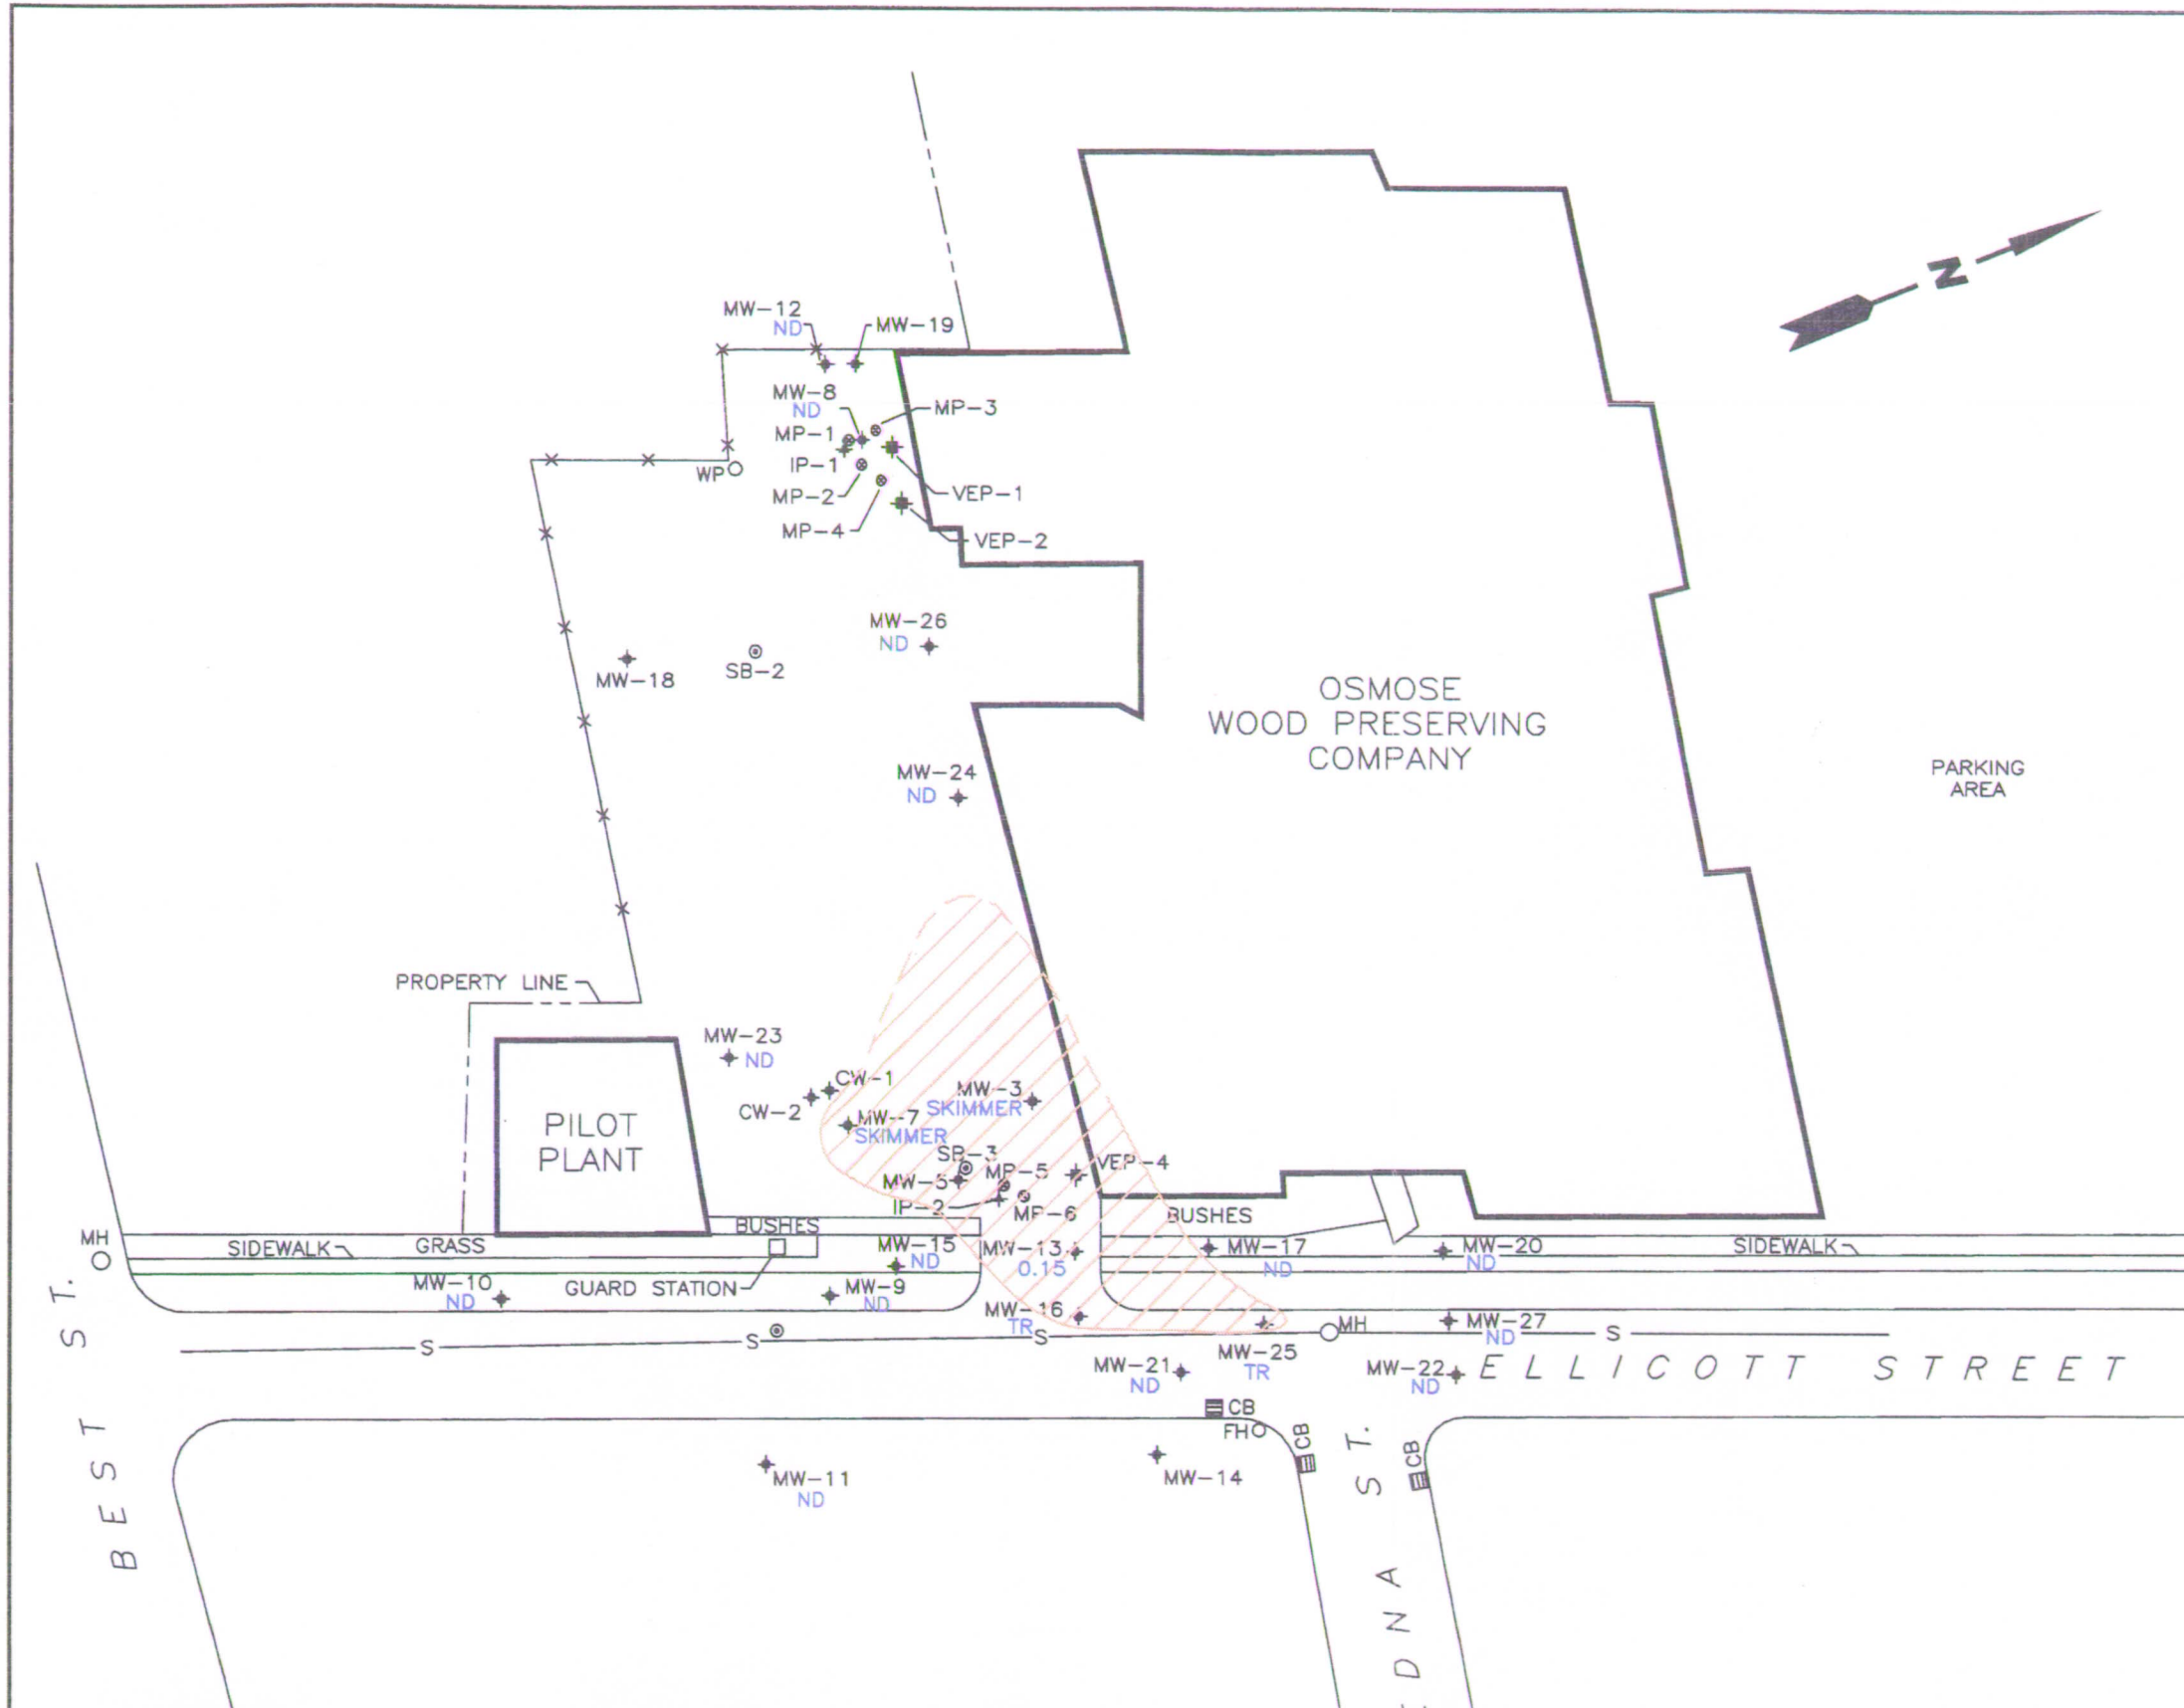 N
MW-12
ND
MW-19
MW-8
ND
MP-3
MP-1
IP-1
WP
MP-2
VEP-1
MP-4
VEP-2
MW-26
ND
MW-18
SB-2
OSMOSE
WOOD PRESERVING
COMPANY
PARKING
AREA
MW-24
ND
PROPERTY LINE
MW-23
ND
CW-1
CW-2
MW-3
SKIMMER
MW-7
SKIMMER
PILOT
PLANT
SB-3
MP-5
VEP-4
MW-5
IP-2
MP-6
BUSHES
BUSHES
MH
SIDEWALK
GRASS
MW-15
ND
MW-13
0.15
MW-17
ND
MW-20
ND
SIDEWALK
MW-10
ND
GUARD STATION
MW-9
ND
MW-16
TR
MH
MW-27
ND
S
S
S
S
MW-21
ND
MW-25
TR
MW-22
ND
ELLICOTT STREET
BEST ST.
CB
FH
CB
CB
MW-11
ND
MW-14
EDNA ST.